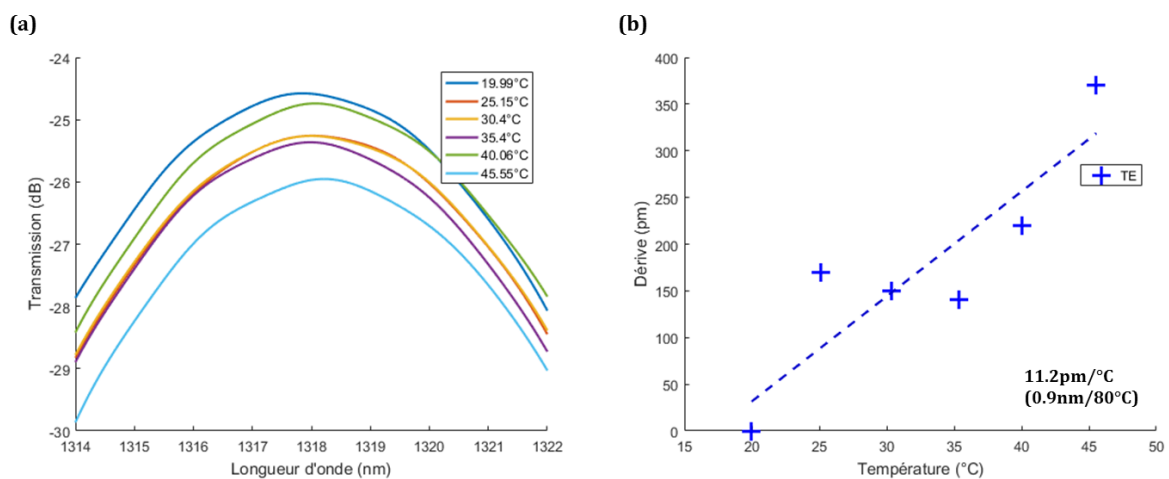 (a)
-24
-25
-26
-27
-28
-29
-30
Transmission (dB)
1314
1315
1316
1317
1318
1319
1320
1321
1322
Longueur d'onde (nm)
19.99°C
25.15°C
30.4°C
35.4°C
40.06°C
45.55°C
(b)
400
350
300
250
200
150
100
50
0
Dérive (pm)
15
20
25
30
35
40
45
50
Température (°C)
TE
11.2pm/°C
(0.9nm/80°C)